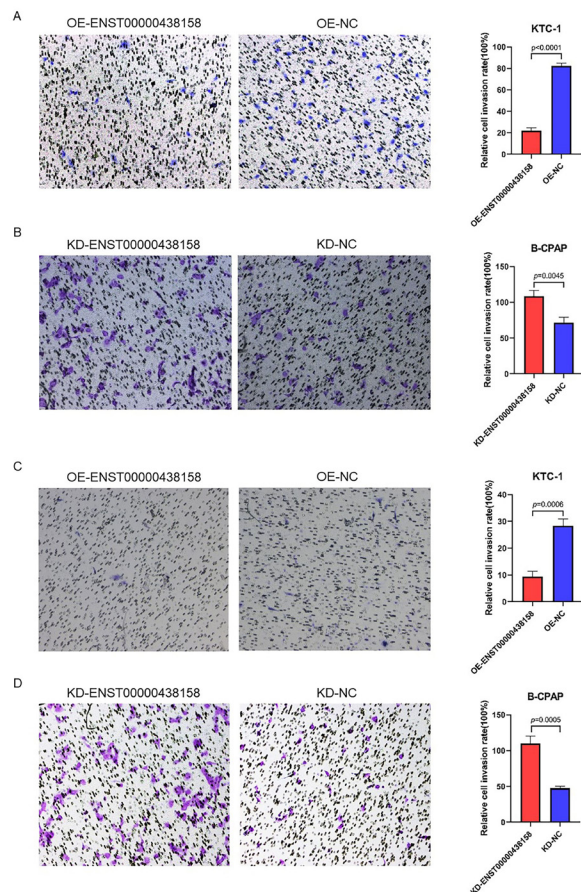 A
OE-ENST00000438158
OE-NC
KTC-1
Relative cell invasion rate(100%)
100
80
60
40
20
0
p<0.0001
OE-ENST00000438158
OE-NC
B
KD-ENST00000438158
KD-NC
B-CPAP
Relative cell invasion rate(100%)
150
100
50
0
p=0.0045
KD-ENST00000438158
KD-NC
C
OE-ENST00000438158
OE-NC
KTC-1
Relative cell invasion rate(100%)
40
30
20
10
0
p=0.0006
OE-ENST00000438158
OE-NC
D
KD-ENST00000438158
KD-NC
B-CPAP
Relative cell invasion rate(100%)
150
100
50
0
p=0.0005
KD-ENST00000438158
KD-NC